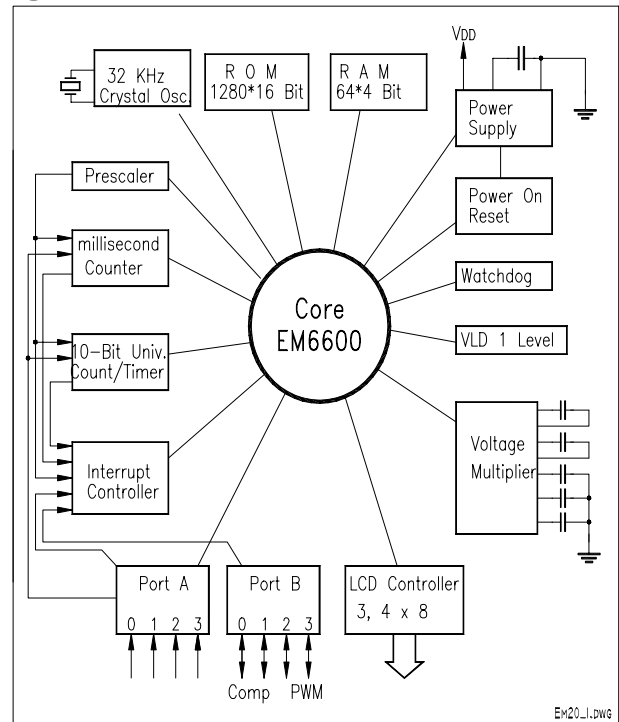 32 KHz
Crystal Osc.
R O M
1280*16 Bit
R A M
64*4 Bit
VDD
Power
Supply
Prescaler
Power On
Reset
millisecond
Counter
Watchdog
Core
EM6600
10-Bit Univ.
Count/Timer
VLD 1 Level
Voltage
Multiplier
Interrupt
Controller
Port A
0 1 2 3
Port B
0 1 2 3
LCD Controller
3, 4 x 8
Comp PWM
EM20_I.DWG